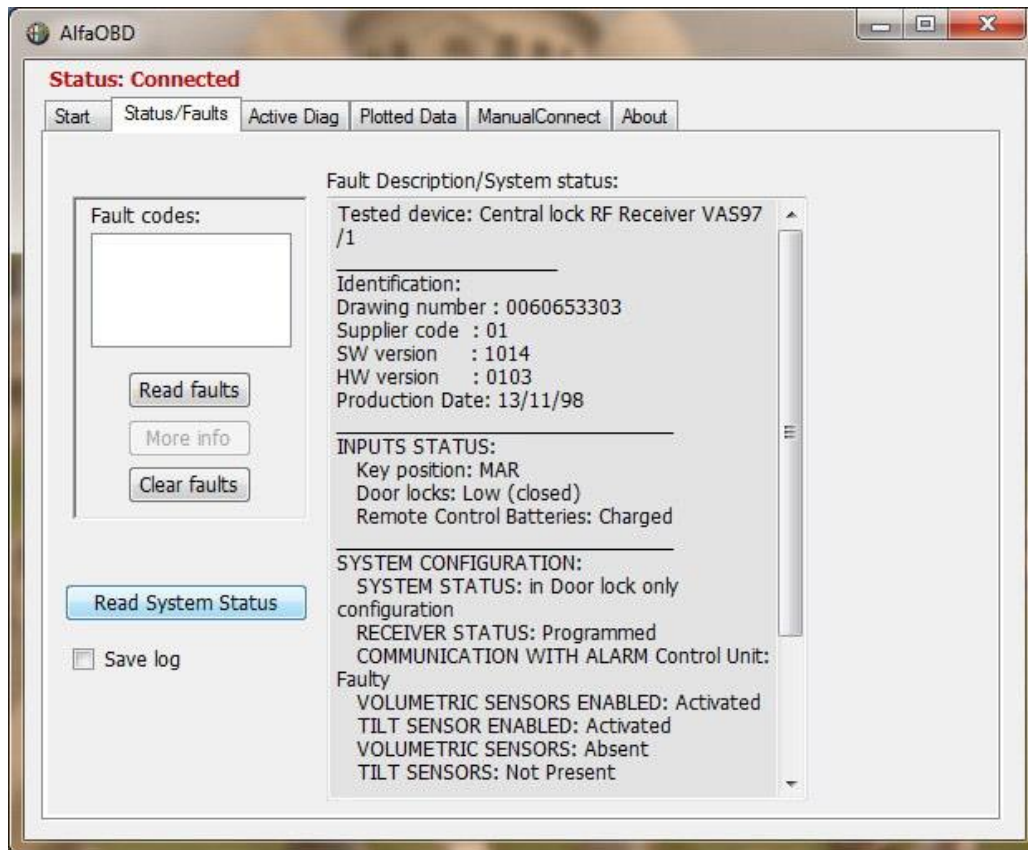 AlfaOBD
Status: Connected
Start
Status/Faults
Active Diag
Plotted Data
ManualConnect
About
Fault Description/System status:
Fault codes:
Read faults
More info
Clear faults
Read System Status
Save log
Tested device: Central lock RF Receiver VAS97
/1
Identification:
Drawing number : 0060653303
Supplier code : 01
SW version : 1014
HW version : 0103
Production Date: 13/11/98
INPUTS STATUS:
Key position: MAR
Door locks: Low (closed)
Remote Control Batteries: Charged
SYSTEM CONFIGURATION:
SYSTEM STATUS: in Door lock only
configuration
RECEIVER STATUS: Programmed
COMMUNICATION WITH ALARM Control Unit:
Faulty
VOLUMETRIC SENSORS ENABLED: Activated
TILT SENSOR ENABLED: Activated
VOLUMETRIC SENSORS: Absent
TILT SENSORS: Not Present